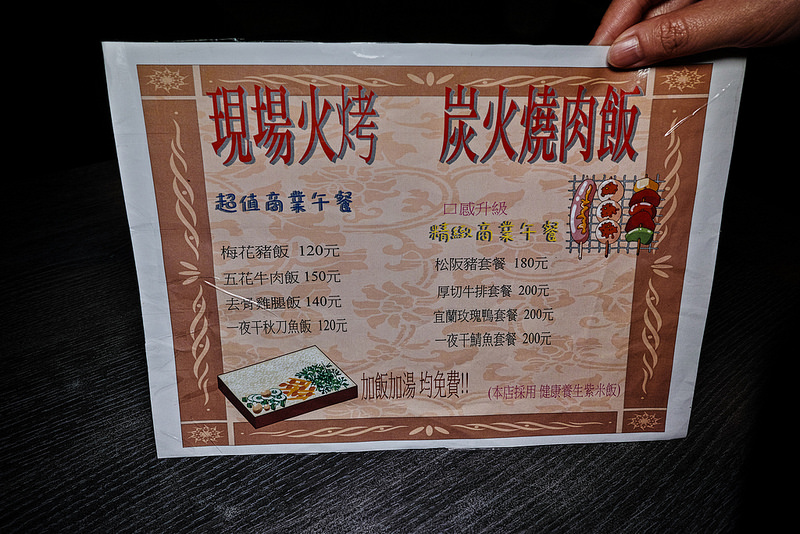 現場火烤 炭火燒肉飯
超值商業午餐
梅花豬飯 120元
五花牛肉飯 150元
去骨雞腿飯 140元
一夜干秋刀魚飯 120元
口感升級
精緻商業午餐
松阪豬套餐 180元
厚切牛排套餐 200元
宜蘭玫瑰鴨套餐 200元
一夜干鯖魚套餐 200元
加飯加湯 均免費!!
(本店採用 健康養生紫米飯)